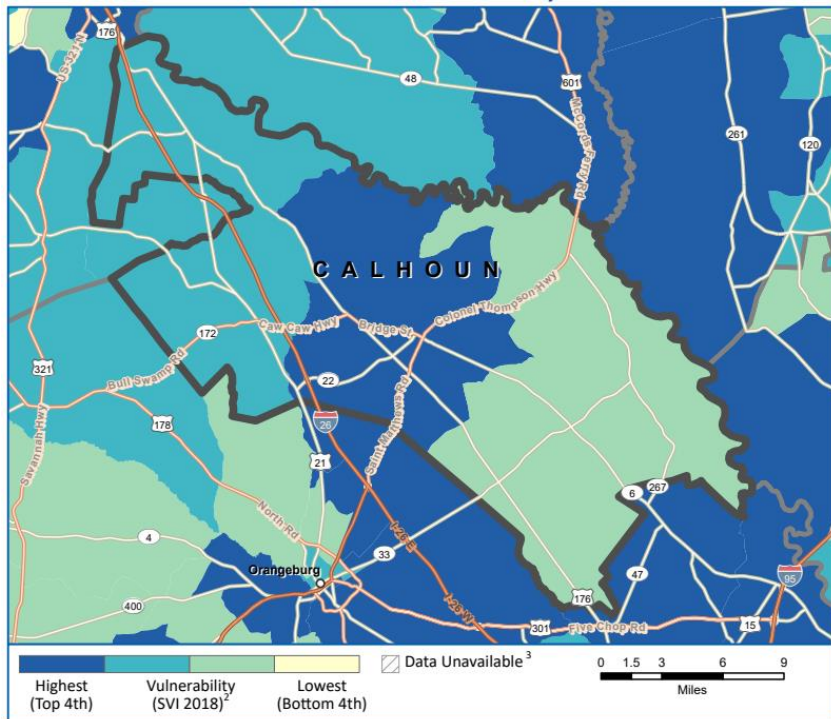 176
US-321 N
48
601
McCords Ferry Rd
261
120
CALHOUN
Colonel Thompson Hwy
172
Caw Caw Hwy
Bridge St.
321
Bull Swamp Rd
22
178
26
Saint Matthews Rd
Savannah Hwy
21
North Rd
6
267
4
I-26 E
33
47
Orangeburg
95
400
I-26 W
176
301
Five Chop Rd
15
Data Unavailable 3
0 1.5 3 6 9
Miles
Highest
(Top 4th)
Vulnerability
(SVI 2018)2
Lowest
(Bottom 4th)